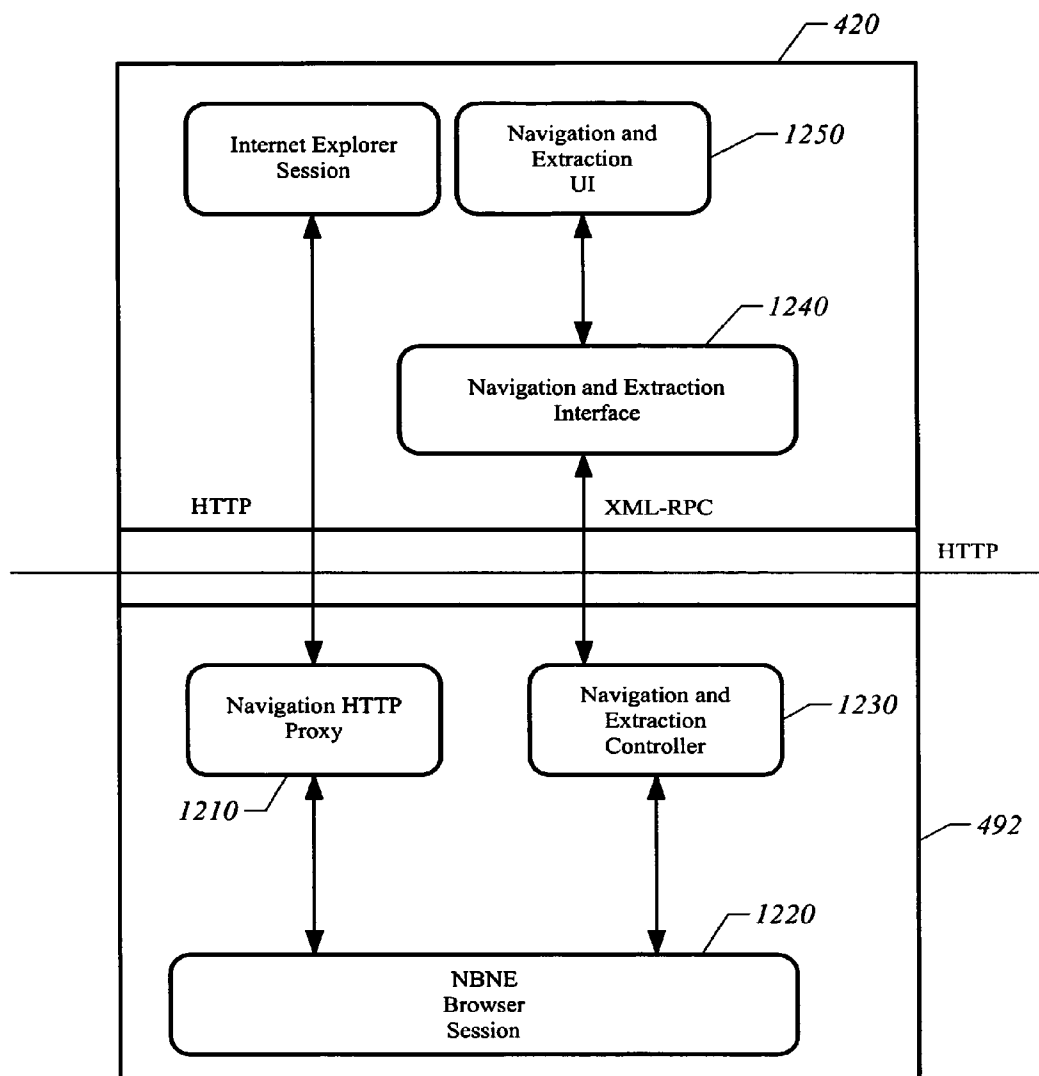 420
Internet Explorer
Session
Navigation and
Extraction
UI
1250
1240
Navigation and Extraction
Interface
HTTP
XML-RPC
HTTP
Navigation HTTP
Proxy
Navigation and
Extraction
Controller
1230
1210
492
1220
NBNE
Browser
Session